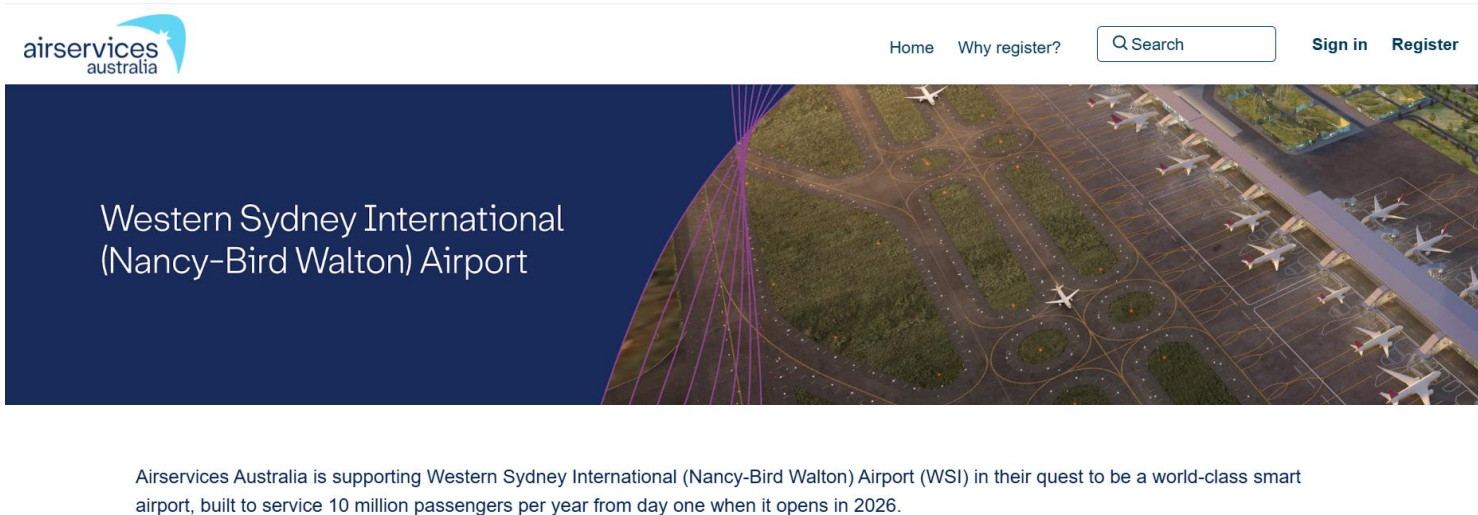 airservices
australia
Home Why register? Search Sign in Register
Western Sydney International
(Nancy-Bird Walton) Airport
Airservices Australia is supporting Western Sydney International (Nancy-Bird Walton) Airport (WSI) in their quest to be a world-class smart
airport, built to service 10 million passengers per year from day one when it opens in 2026.